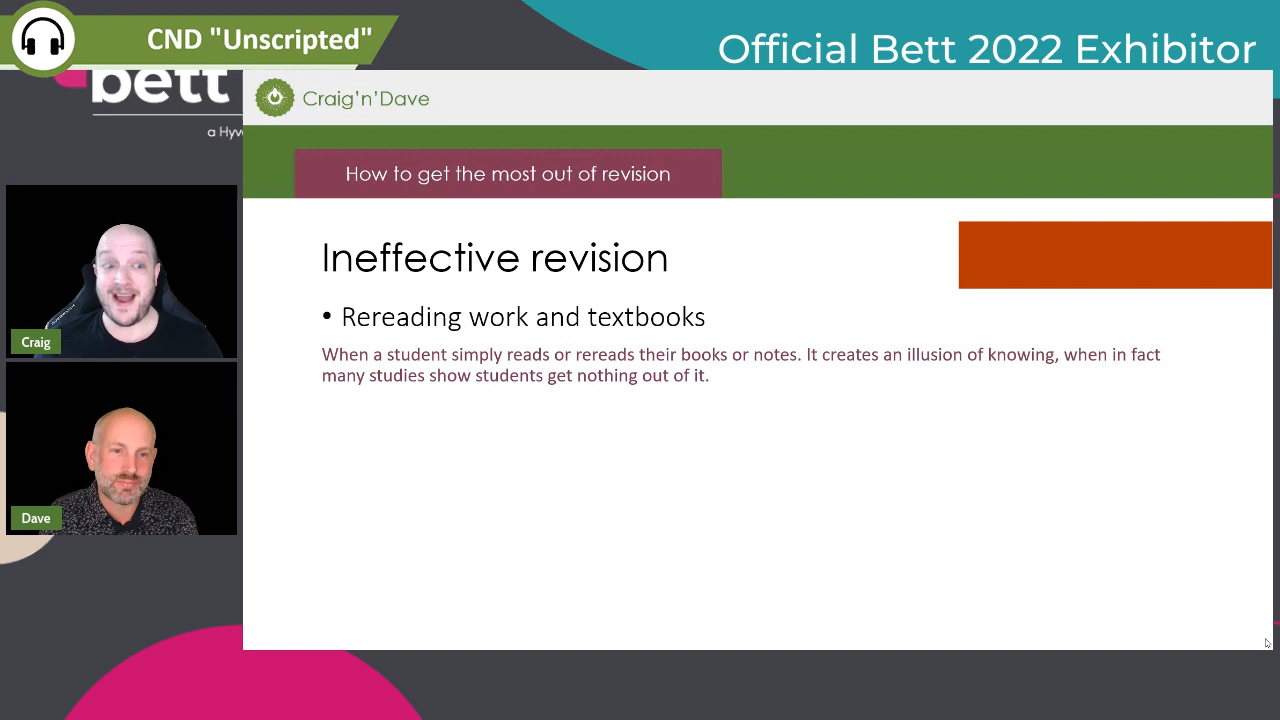 CND "Unscripted"
Official Bett 2022 Exhibitor
bett
a Hyv
Craig'n'Dave
How to get the most out of revision
Ineffective revision
• Rereading work and textbooks
When a student simply reads or rereads their books or notes. It creates an illusion of knowing, when in fact
many studies show students get nothing out of it.
Craig
Dave